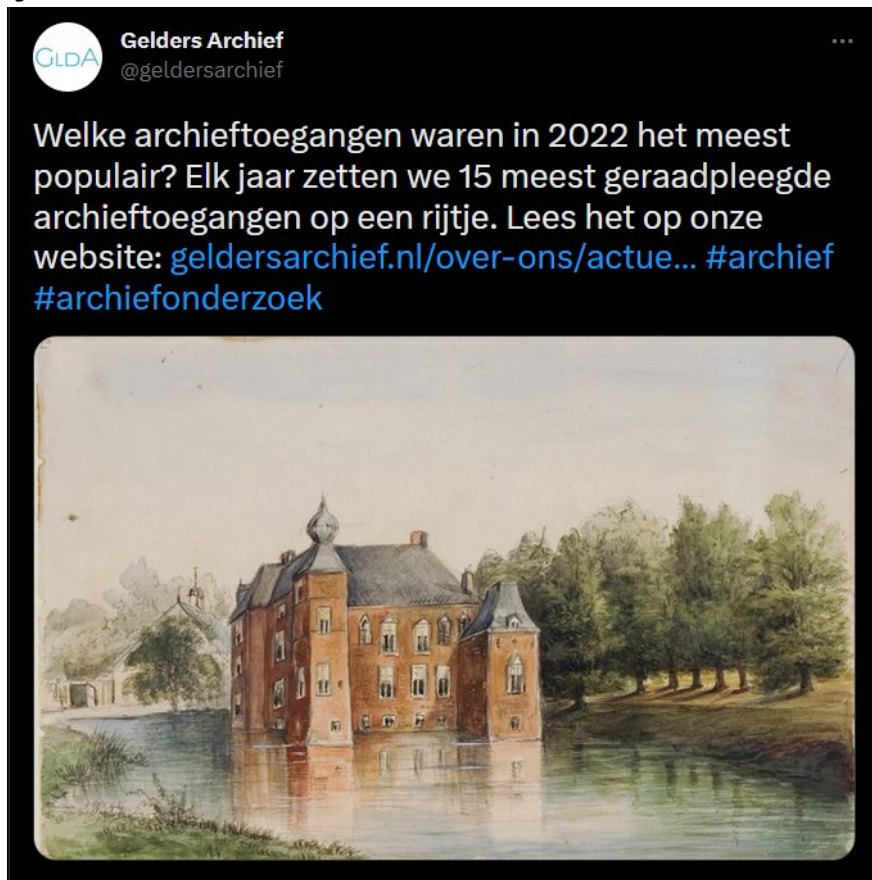 GLDA
Gelders Archief
@geldersarchief
Welke archieftoegangen waren in 2022 het meest
populair? Elk jaar zetten we 15 meest geraadpleegde
archieftoegangen op een rijtje. Lees het op onze
website: geldersarchief.nl/over-ons/actue... #archief
#archiefonderzoek